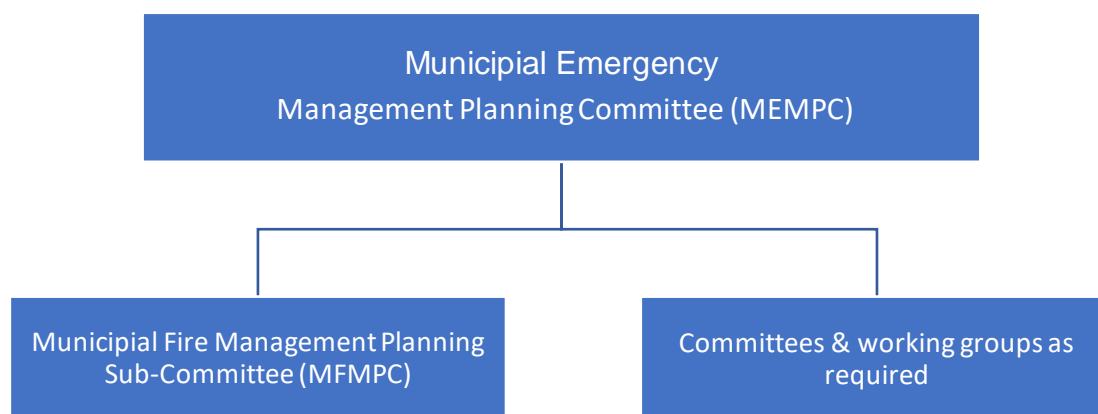 Municipial Emergency
Management Planning Committee (MEMPC)
Municipial Fire Management Planning
Sub-Committee (MFMPC)
Committees & working groups as
required